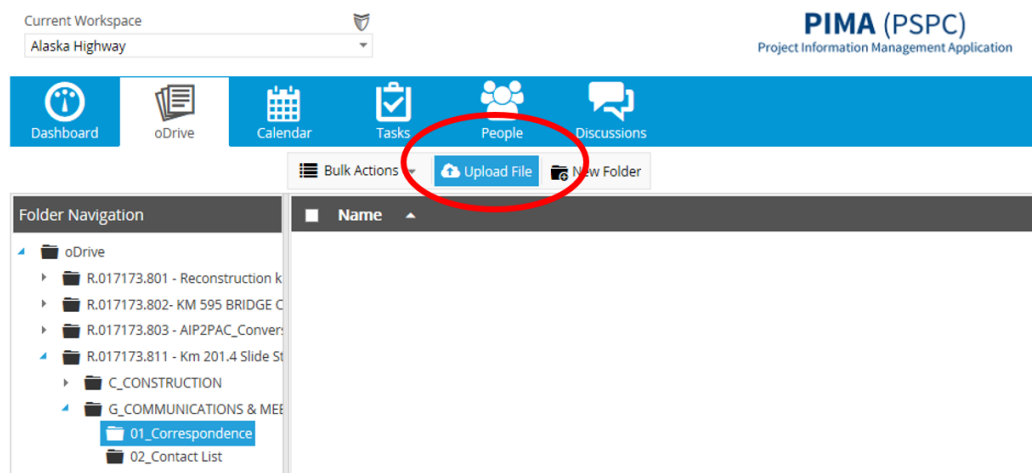 Current Workspace
Alaska Highway
PIMA (PSPC)
Project Information Management Application
Dashboard
oDrive
Calendar
Tasks
People
Discussions
Bulk Actions
Upload File
New Folder
Folder Navigation
Name
oDrive
R.017173.801 - Reconstruction k
R.017173.802- KM 595 BRIDGE C
R.017173.803 - AIP2PAC_Convers
R.017173.811 - Km 201.4 Slide St
C_CONSTRUCTION
G_COMMUNICATIONS & MEE
01_Correspondence
02_Contact List